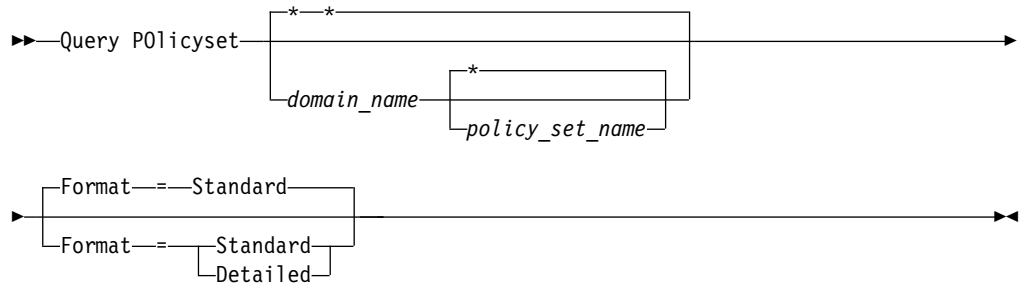 * *
Query POlicyset
*
domain_name
policy_set_name
Format = Standard
Format = Standard
Detailed